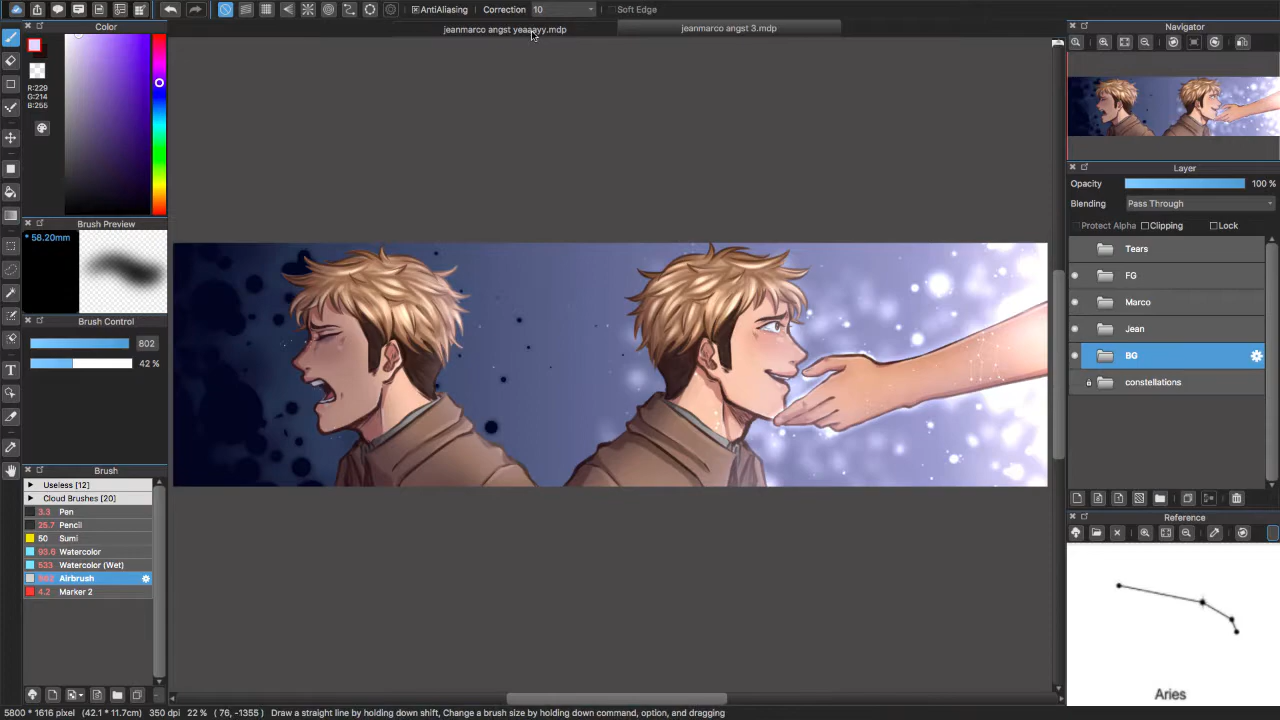 AntiAliasing Correction 10 Soft Edge
jeanmarco angst yeaaayy.mdp jeanmarco angst 3.mdp
Color
R:229
G:214
B:255
Brush Preview
* 58.20mm
Brush Control
802
42 %
Brush
Useless [12]
Cloud Brushes [20]
3.3 Pen
25.7 Pencil
50 Sumi
93.6 Watercolor
533 Watercolor (Wet)
802 Airbrush
4.2 Marker 2
Navigator
Layer
Opacity 100 %
Blending Pass Through
Protect Alpha Clipping Lock
Tears
FG
Marco
Jean
BG
constellations
Reference
Aries
5800 * 1616 pixel (42.1 * 11.7cm) 350 dpi 22 % ( 76, -1355 ) Draw a straight line by holding down shift, Change a brush size by holding down command, option, and dragging